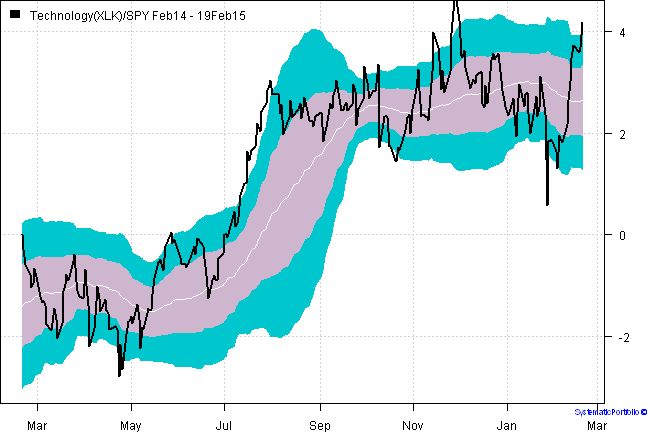 Technology(XLK)/SPY Feb14 - 19Feb15
4
2
0
-2
Mar May Jul Sep Nov Jan Mar
SystematicPortfolio ©